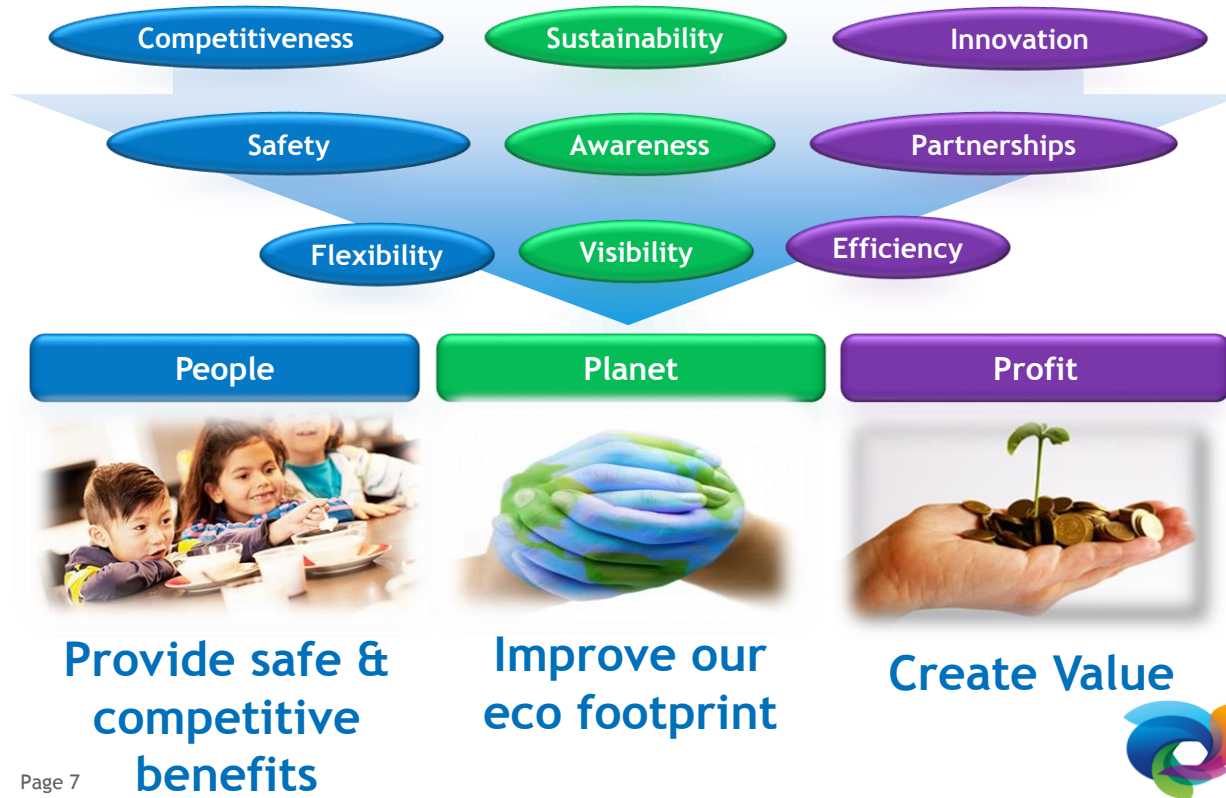 Competitiveness
Sustainability
Innovation
Safety
Awareness
Partnerships
Flexibility
Visibility
Efficiency
People
Planet
Profit
Provide safe &
competitive
benefits
Improve our
eco footprint
Create Value
Page 7